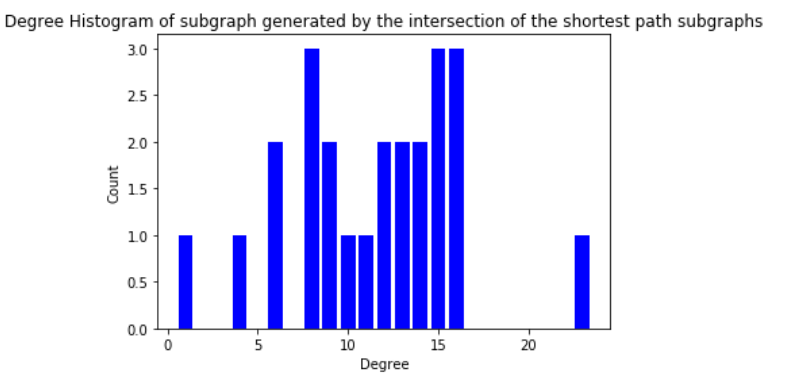 Degree Histogram of subgraph generated by the intersection of the shortest path subgraphs
3.0
2.5
2.0
1.5
1.0
0.5
0.0
Count
0 5 10 15 20
Degree